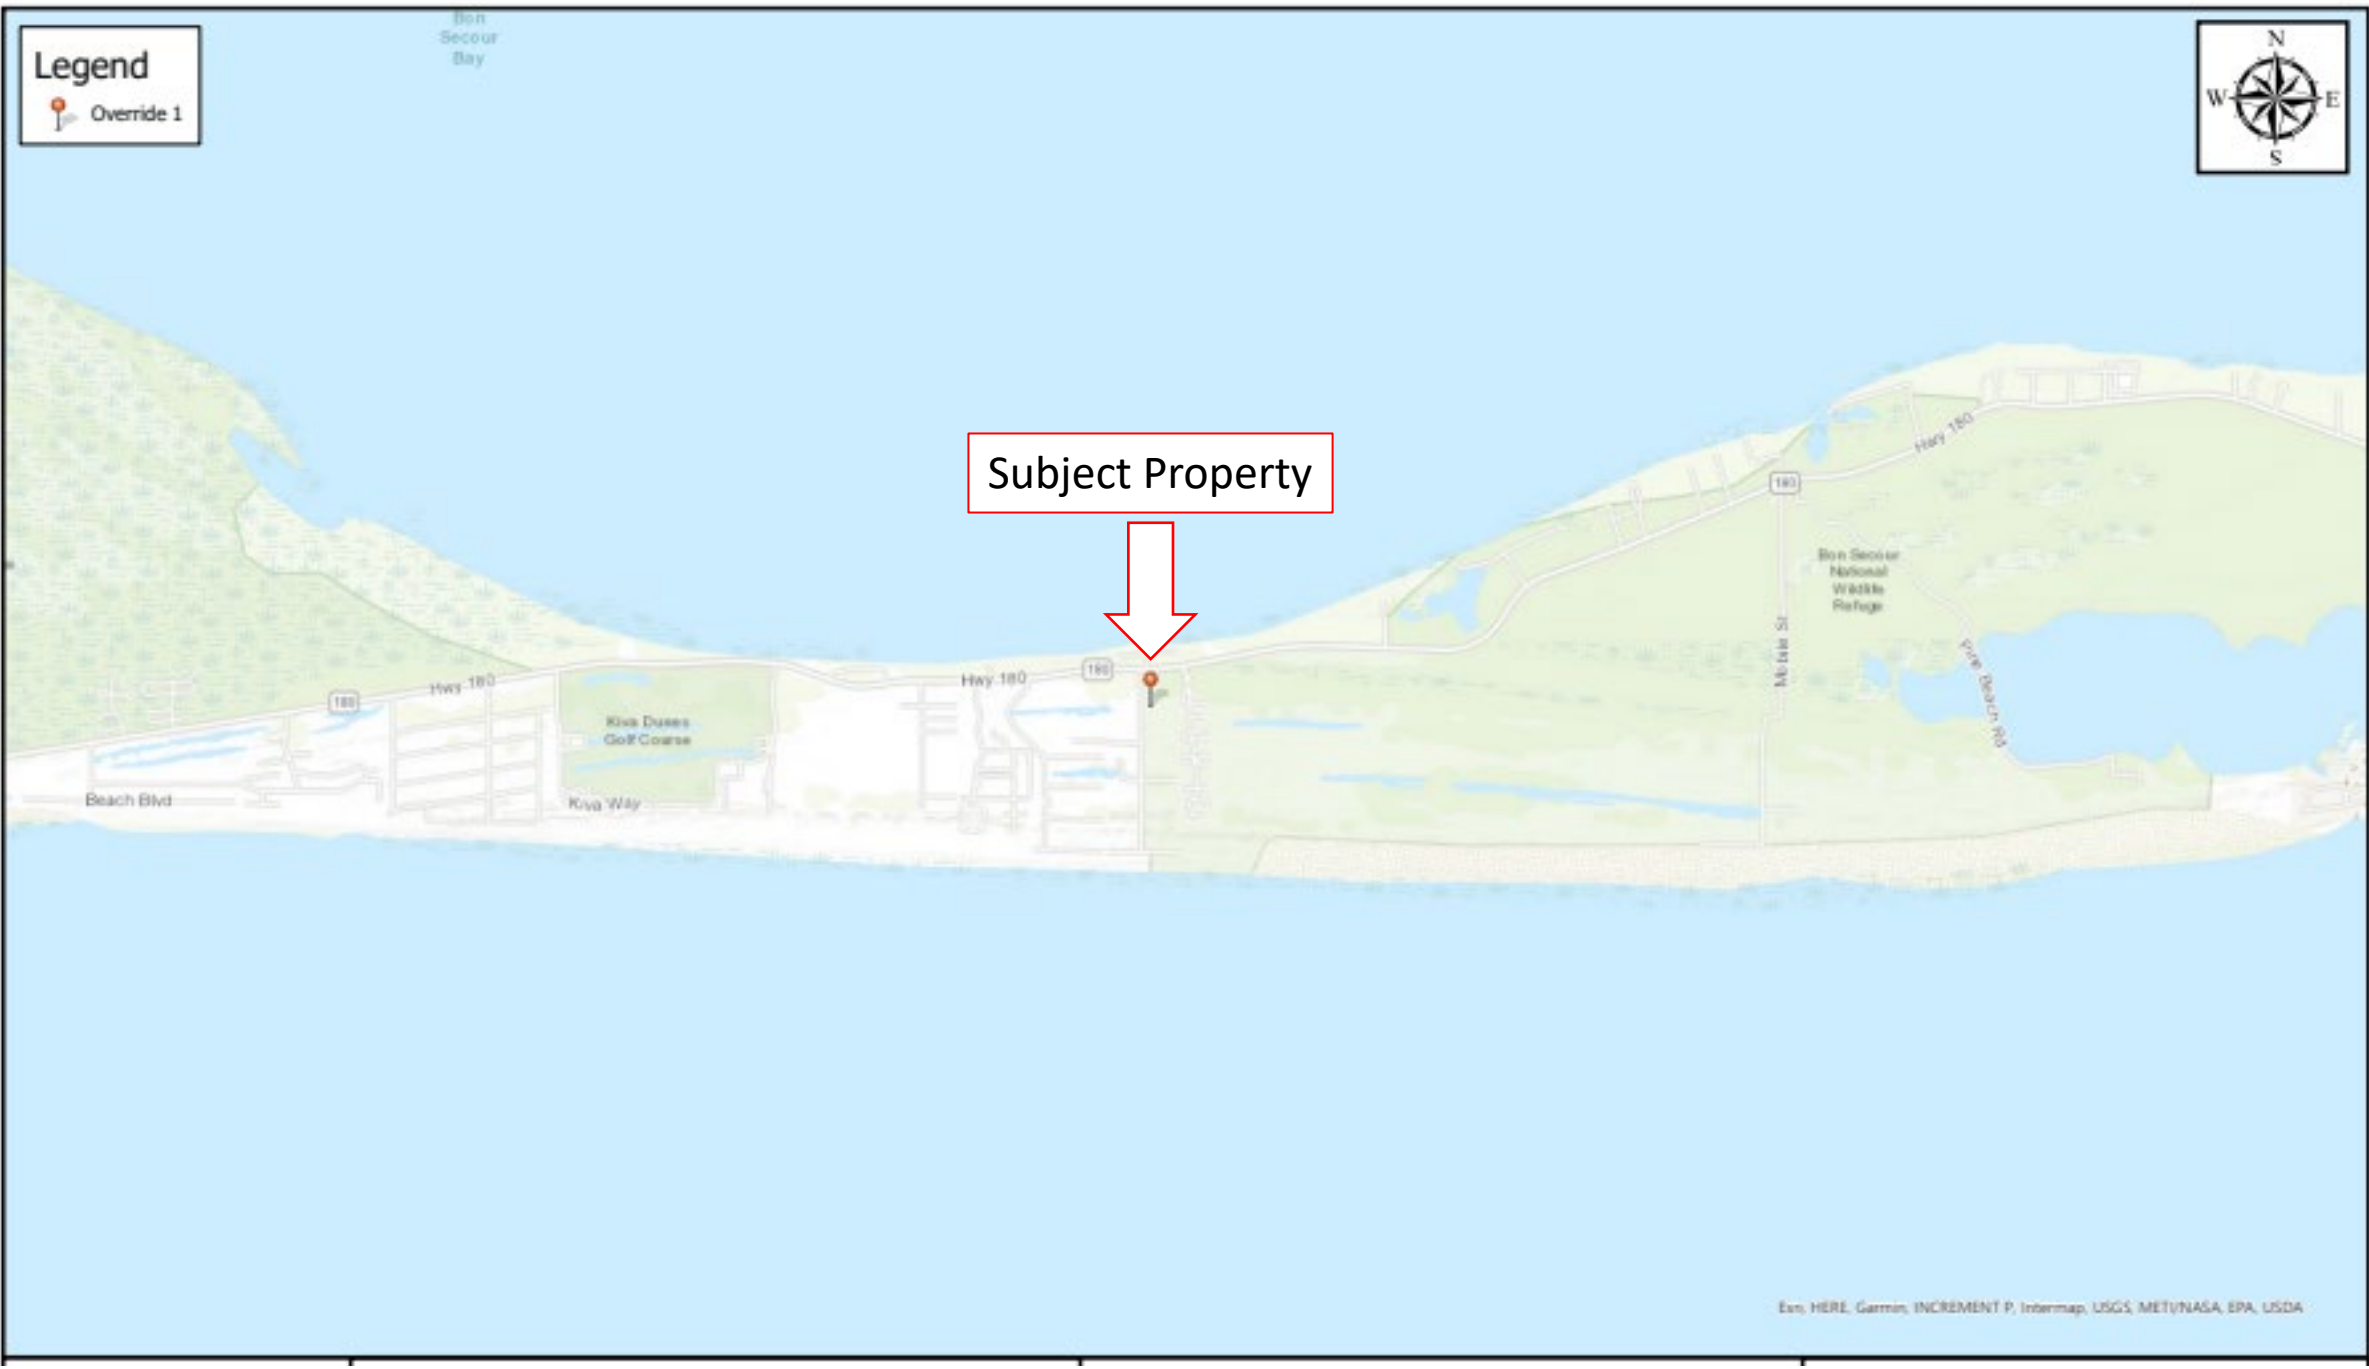 Bon
Secour
Bay
Legend
Override 1
N
W
E
S
Subject Property
Hwy 180
180
Bon Secour
National
Wildlife
Refuge
Mobile St
Pine Beach Rd
180
Hwy 180
Hwy 180
180
Kiva Dunes
Golf Course
Beach Blvd
Kiva Way
Esri, HERE, Garmin, INCREMENT P, Intermap, USGS, METI/NASA, EPA, USDA